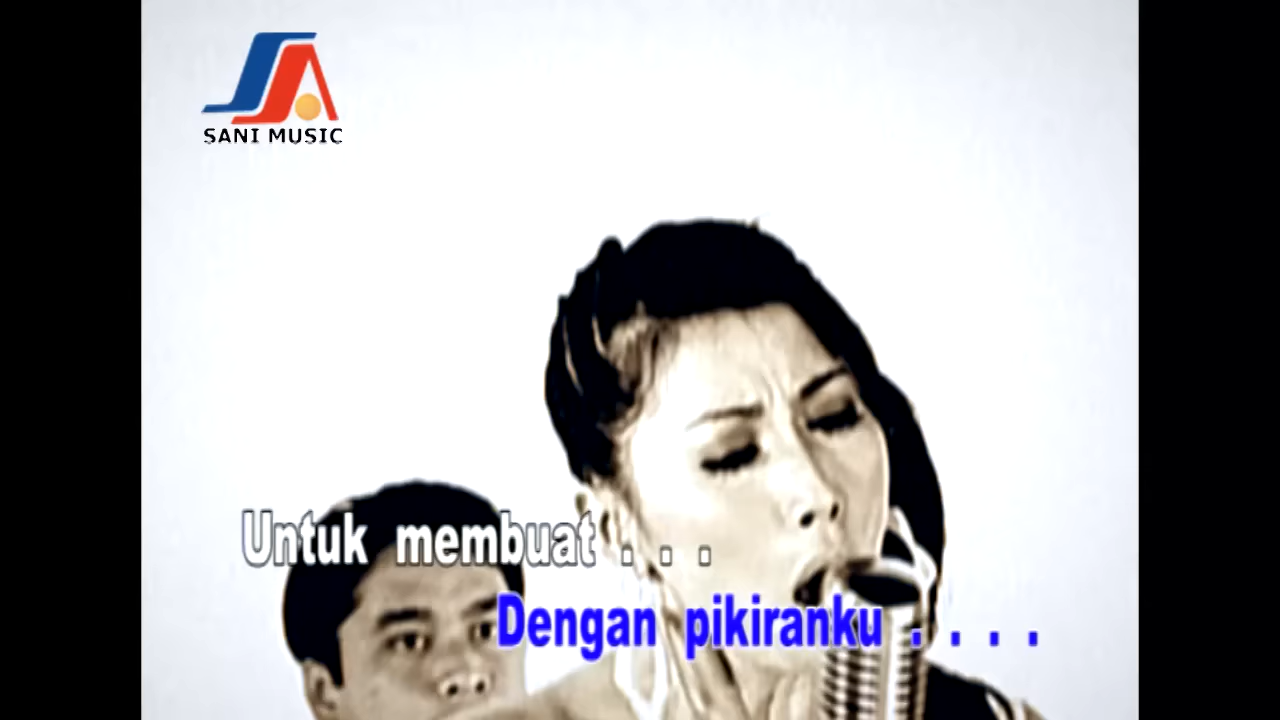 SANI MUSIC
Untuk membuat . . .
Dengan pikiranku . . . .